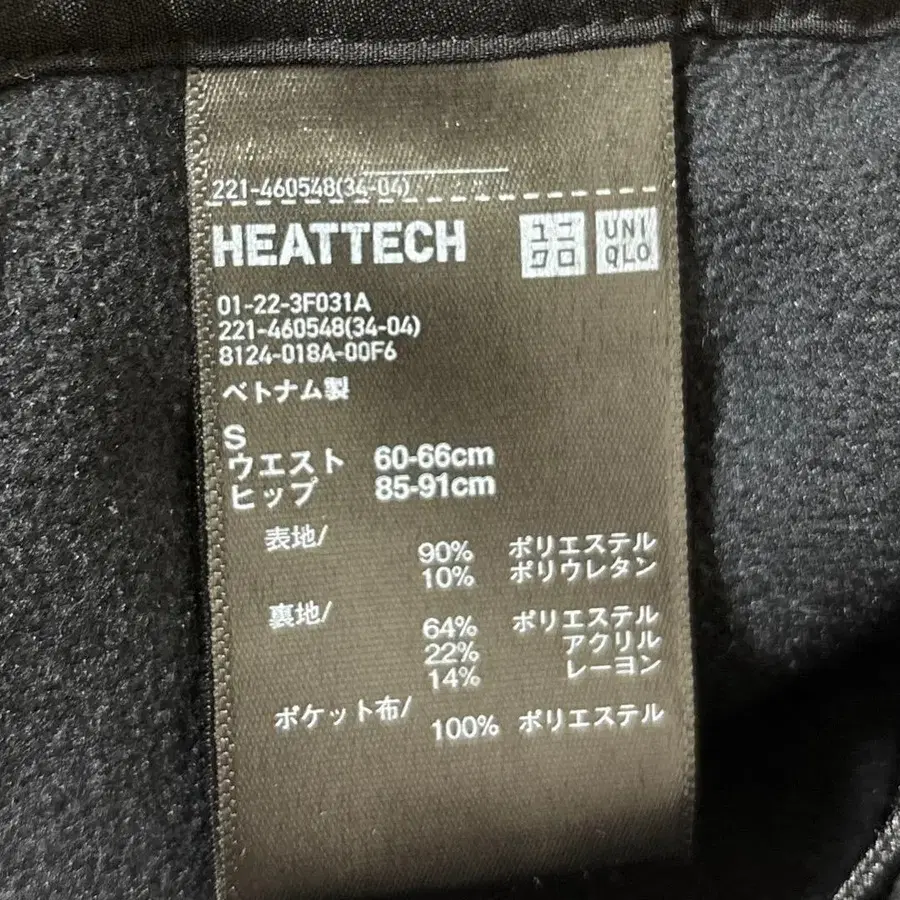 221-460548(34-04)
HEATTECH ユニクロ UNIQLO
01-22-3F031A
221-460548(34-04)
8124-018A-00F6
ベトナム製
S
ウエスト 60-66cm
ヒップ 85-91cm
表地/
90% ポリエステル
10% ポリウレタン
裏地/
64% ポリエステル
22% アクリル
14% レーヨン
ポケット布/
100% ポリエステル